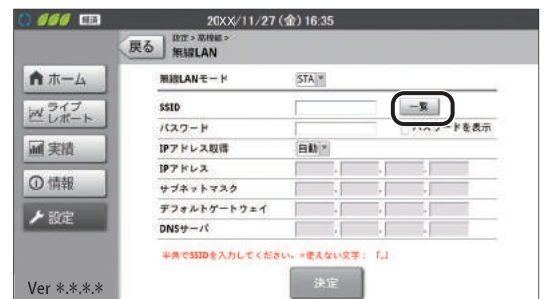 緑須 20XX/11/27(金)16:35
戻る 設定>高機能>
無線LAN
ホーム
ライブレポート
実績
情報
設定
Ver *.*.*.*
無線LANモード STA
SSID 一覧
パスワード パスワードを表示
IPアドレス取得 自動
IPアドレス . . .
サブネットマスク . . .
デフォルトゲートウェイ . . .
DNSサーバ . . .
半角でSSIDを入力してください。※使えない文字：「,」
決定